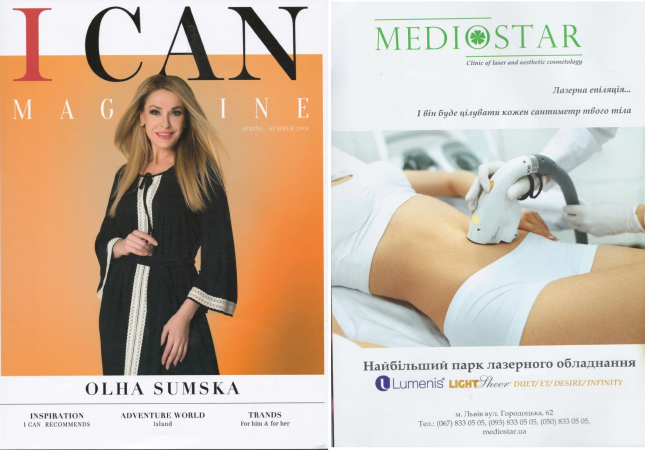 I CAN
MAGAZINE
SPRING - SUMMER 2018
OLHA SUMSKA
INSPIRATION
I CAN RECOMMENDS
ADVENTURE WORLD
Island
TRANDS
For him & for her
MEDIOSTAR
Clinic of laser and aesthetic cosmetology
Лазерна епіляція...
І він буде цілувати кожен сантиметр твого тіла
Найбільший парк лазерного обладнання
Lumenis® LIGHTSheer DUET/ ET/ DESIRE/ INFINITY
м. Львів вул. Городоцька, 62
Тел.: (067) 833 05 05, (093) 833 05 05, (050) 833 05 05,
mediostar.ua